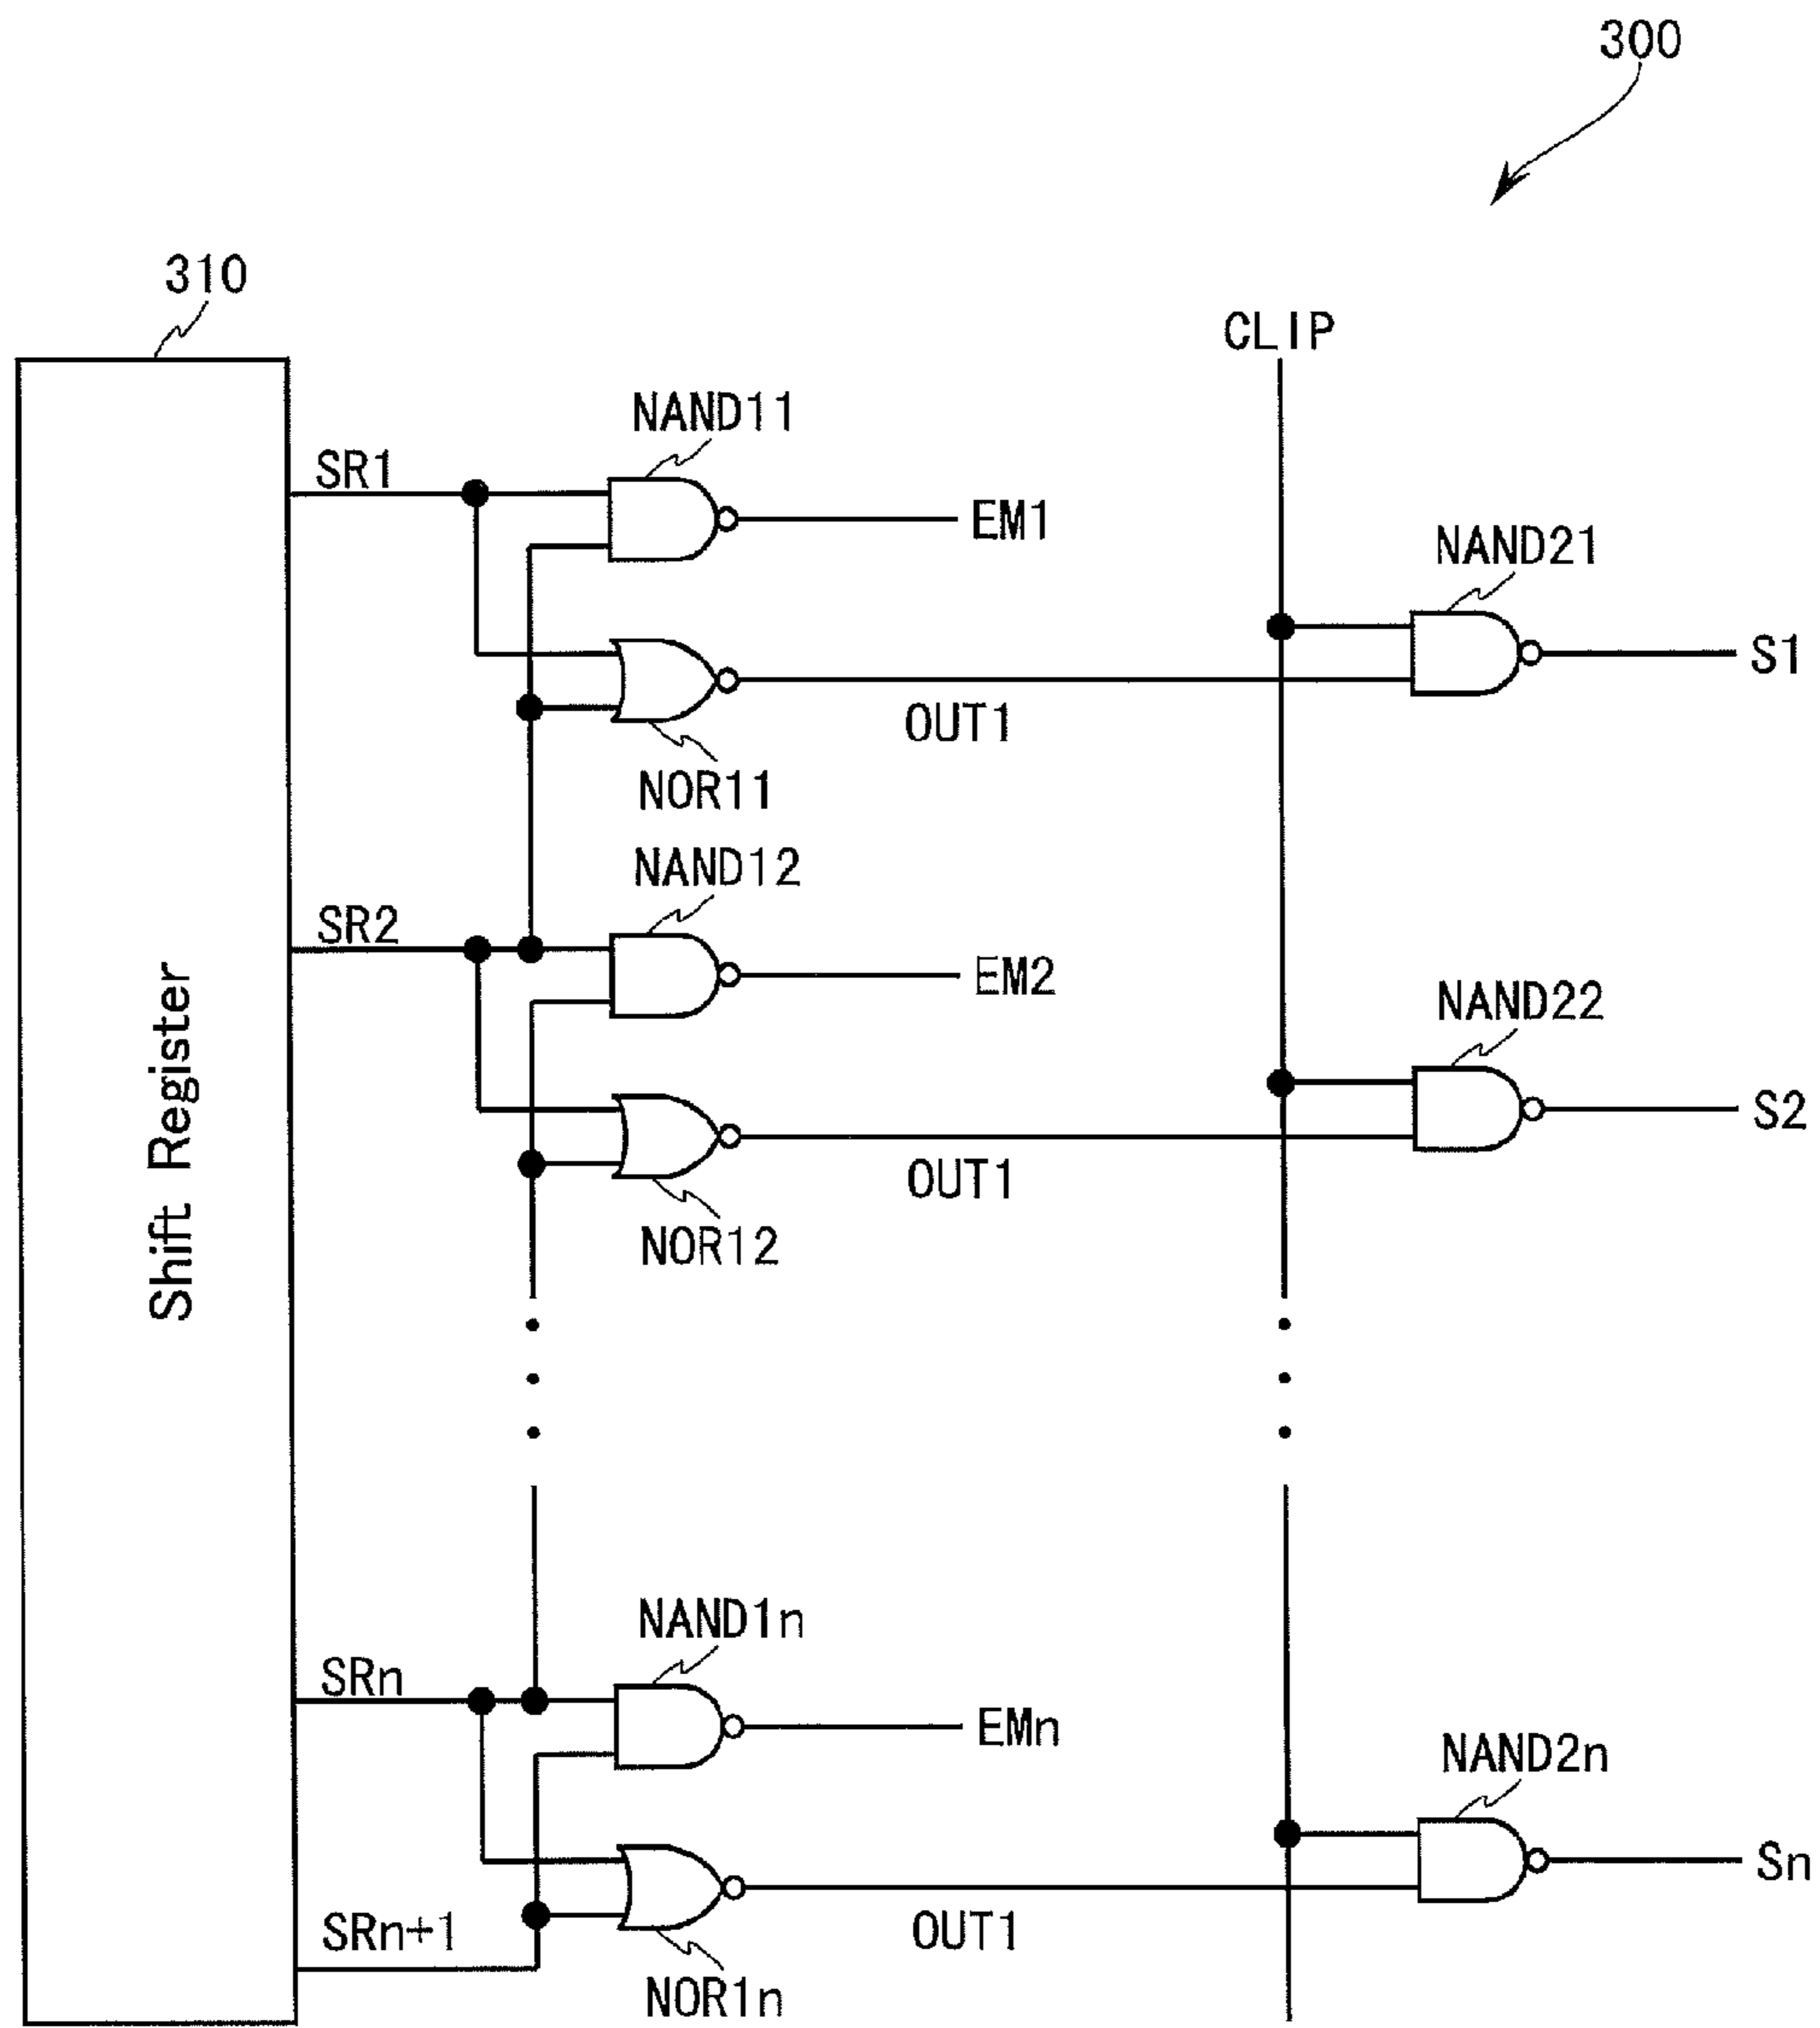 300
310
CLIP
NAND11
SR1
EM1
NAND21
S1
OUT1
NOR11
NAND12
SR2
EM2
NAND22
S2
OUT1
NOR12
Shift Register
NAND1n
SRn
EMn
NAND2n
Sn
OUT1
SRn+1
NOR1n